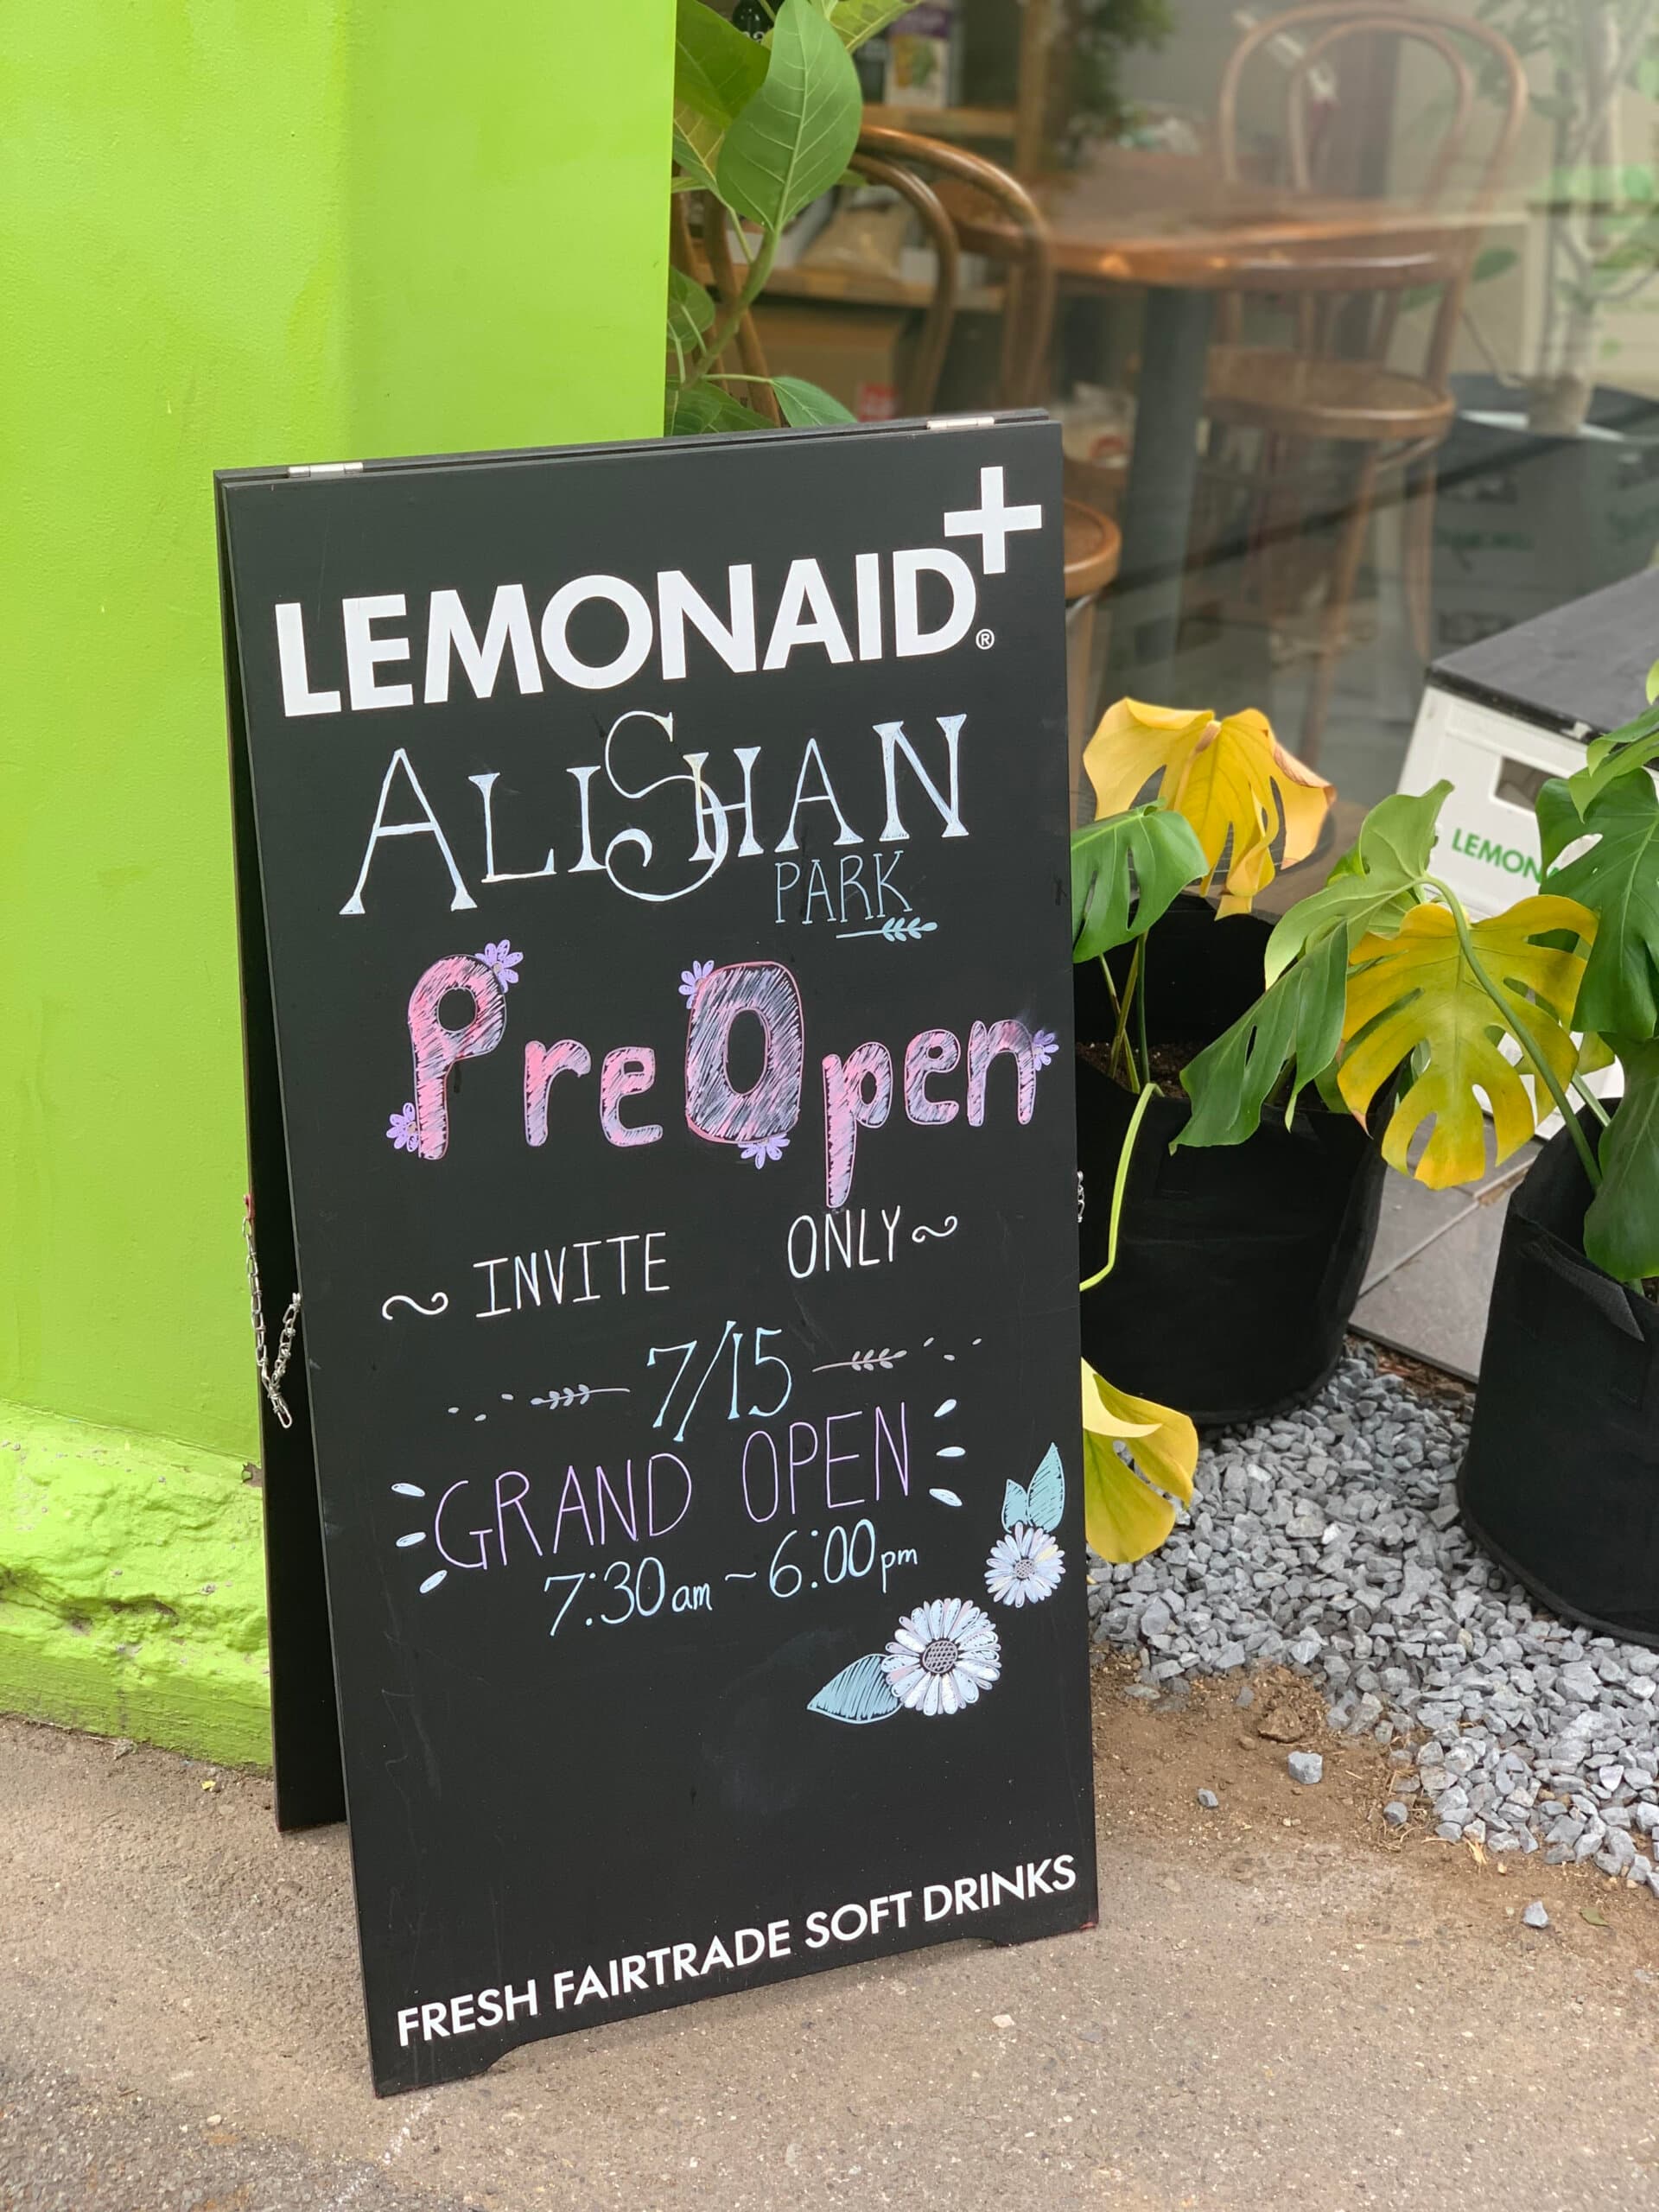 LEMONAID+®
ALISHAN
PARK
PreOpen
~ INVITE ONLY ~
7/15
GRAND OPEN
7:30am ~ 6:00pm
FRESH FAIRTRADE SOFT DRINKS
LEMON